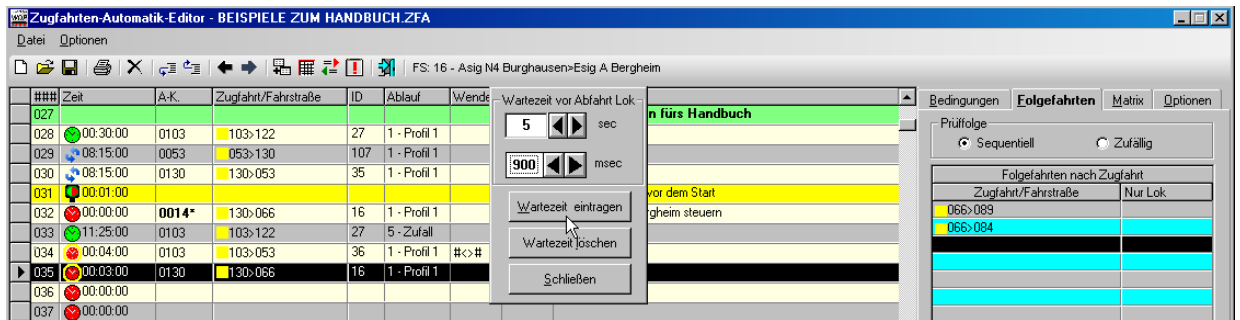 Zugfahrten-Automatik-Editor - BEISPIELE ZUM HANDBUCH.ZFA
Datei Optionen
FS: 16 - Asig N4 Burghausen>Esig A Bergheim
### Zeit A-K. Zugfahrt/Fahrstraße ID Ablauf Wende
027 n fürs Handbuch
028 00:30:00 0103 103>122 27 1 - Profil 1
029 08:15:00 0053 053>130 107 1 - Profil 1
030 08:15:00 0130 130>053 35 1 - Profil 1
031 00:01:00 vor dem Start
032 00:00:00 0014* 130>066 16 1 - Profil 1 rgheim steuern
033 11:25:00 0103 103>122 27 5 - Zufall
034 00:04:00 0103 103>053 36 1 - Profil 1 #<>#
035 00:03:00 0130 130>066 16 1 - Profil 1
036 00:00:00
037 00:00:00
Wartezeit vor Abfahrt Lok
5 sec
900 msec
Wartezeit eintragen
Wartezeit löschen
Schließen
Bedingungen Folgefahrten Matrix Optionen
Prüffolge
Sequentiell Zufällig
Folgefahrten nach Zugfahrt
Zugfahrt/Fahrstraße Nur Lok
066>089
066>084